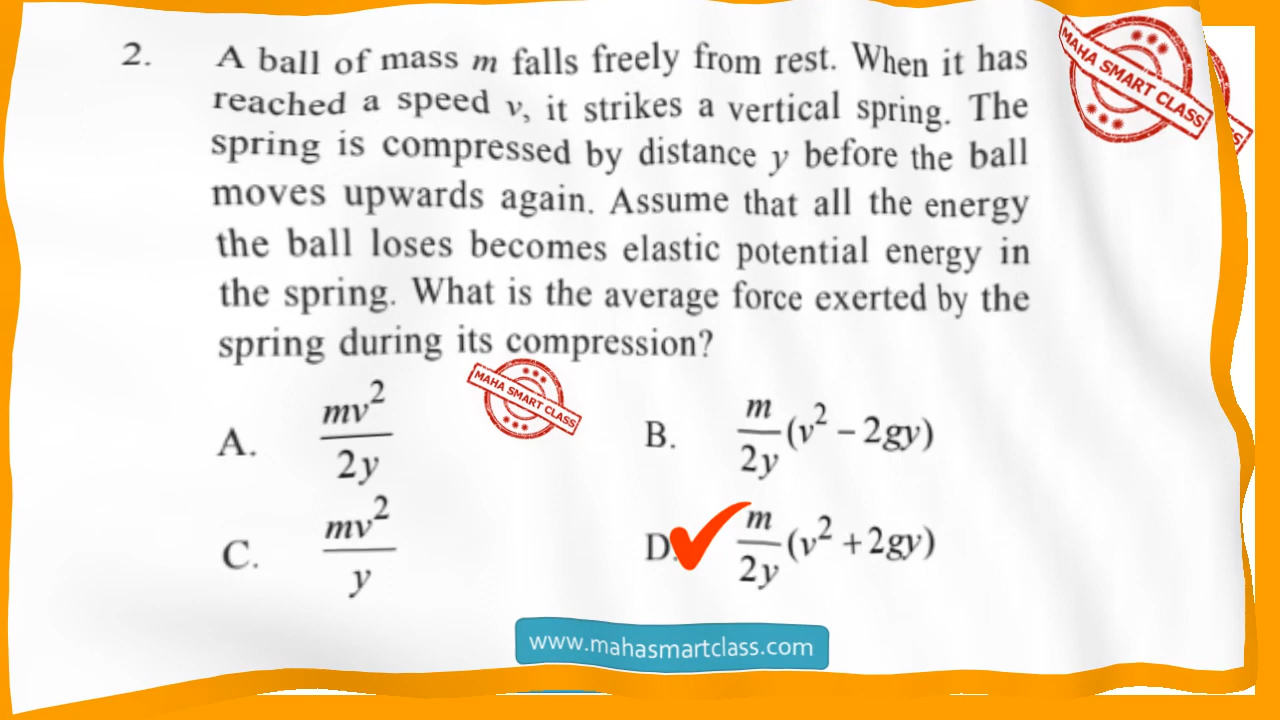 2. A ball of mass m falls freely from rest. When it has
reached a speed v, it strikes a vertical spring. The
spring is compressed by distance y before the ball
moves upwards again. Assume that all the energy
the ball loses becomes elastic potential energy in
the spring. What is the average force exerted by the
spring during its compression?
A. mv²/2y
B. m/2y (v² – 2gy)
C. mv²/y
D. m/2y (v² + 2gy)
MAHA SMART CLASS
MAHA SMART CLASS
www.mahasmartclass.com